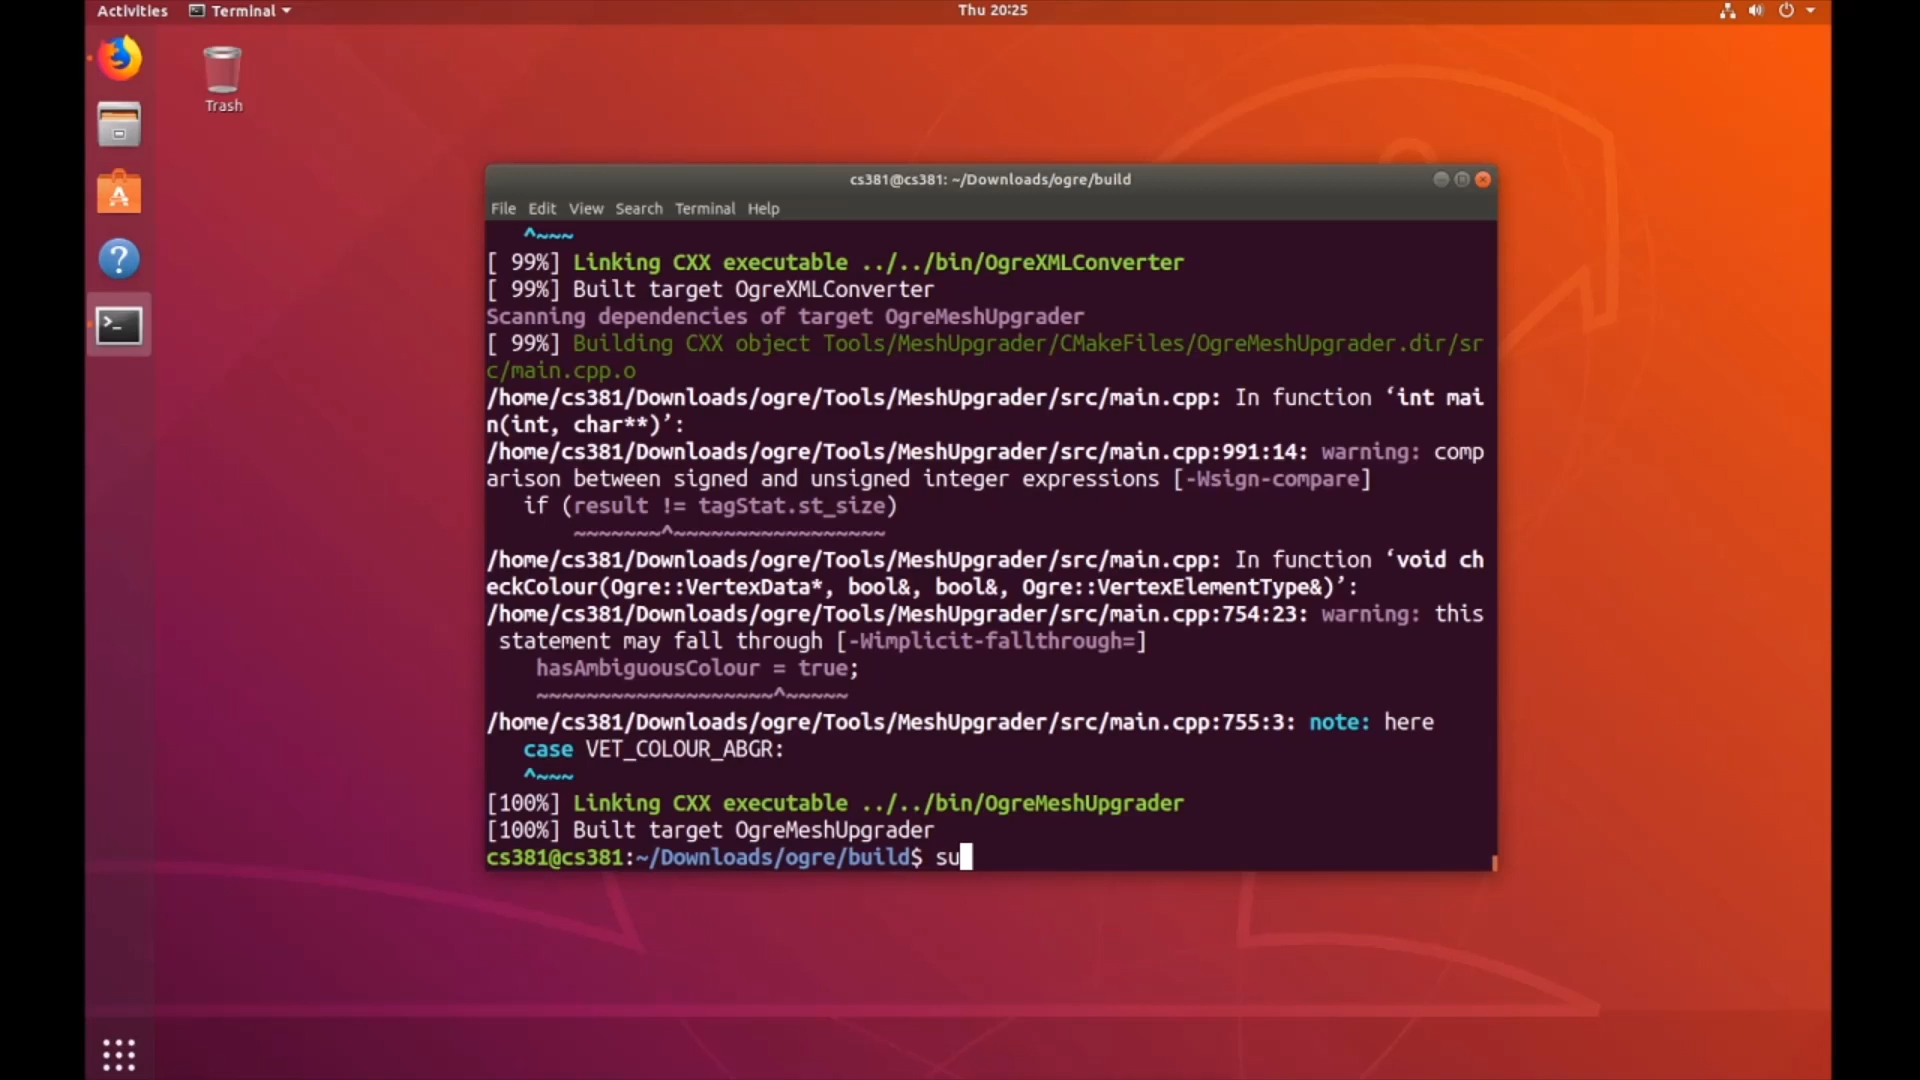 Activities Terminal Thu 20:25
Trash
cs381@cs381: ~/Downloads/ogre/build
File Edit View Search Terminal Help
^~~~
[ 99%] Linking CXX executable ../../bin/OgreXMLConverter
[ 99%] Built target OgreXMLConverter
Scanning dependencies of target OgreMeshUpgrader
[ 99%] Building CXX object Tools/MeshUpgrader/CMakeFiles/OgreMeshUpgrader.dir/sr
c/main.cpp.o
/home/cs381/Downloads/ogre/Tools/MeshUpgrader/src/main.cpp: In function ‘int mai
n(int, char**)’:
/home/cs381/Downloads/ogre/Tools/MeshUpgrader/src/main.cpp:991:14: warning: comp
arison between signed and unsigned integer expressions [-Wsign-compare]
if (result != tagStat.st_size)
~~~~~~~^~~~~~~~~~~~~~~~~~
/home/cs381/Downloads/ogre/Tools/MeshUpgrader/src/main.cpp: In function ‘void ch
eckColour(Ogre::VertexData*, bool&, bool&, Ogre::VertexElementType&)’:
/home/cs381/Downloads/ogre/Tools/MeshUpgrader/src/main.cpp:754:23: warning: this
statement may fall through [-Wimplicit-fallthrough=]
hasAmbiguousColour = true;
~~~~~~~~~~~~~~~~~~~^~~~~~
/home/cs381/Downloads/ogre/Tools/MeshUpgrader/src/main.cpp:755:3: note: here
case VET_COLOUR_ABGR:
^~~~
[100%] Linking CXX executable ../../bin/OgreMeshUpgrader
[100%] Built target OgreMeshUpgrader
cs381@cs381:~/Downloads/ogre/build$ su